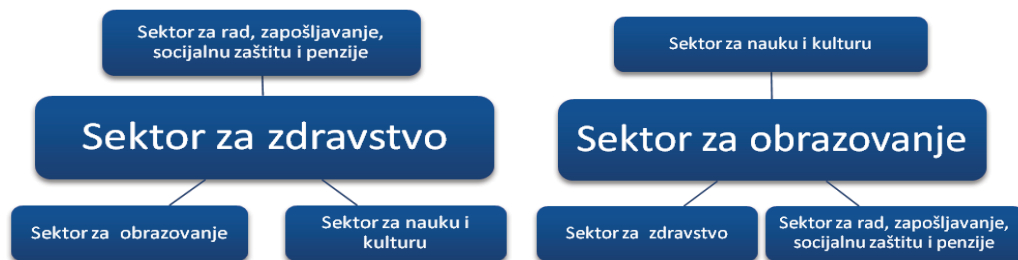 Sektor za rad, zapošljavanje,
socijalnu zaštitu i penzije
Sektor za zdravstvo
Sektor za obrazovanje
Sektor za nauku i
kulturu
Sektor za nauku i kulturu
Sektor za obrazovanje
Sektor za zdravstvo
Sektor za rad, zapošljavanje,
socijalnu zaštitu i penzije